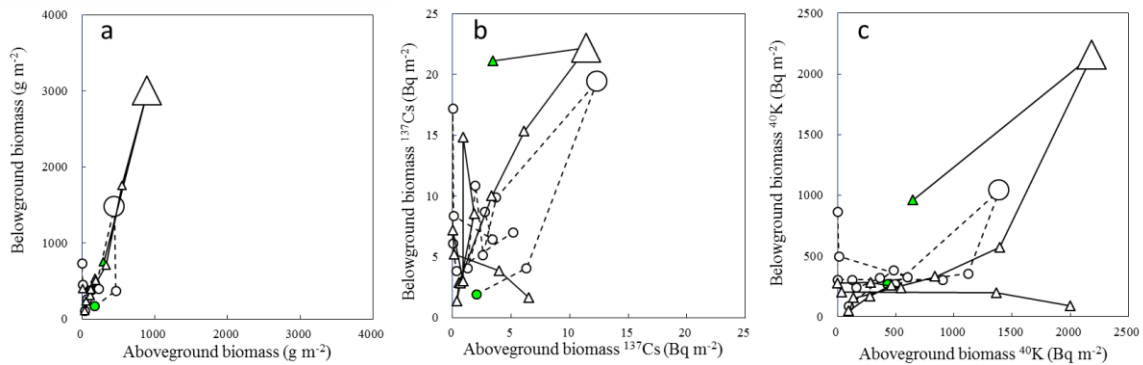 a
Belowground biomass (g m⁻²)
4000
3000
2000
1000
0
0 1000 2000 3000 4000
Aboveground biomass (g m⁻²)
b
Belowground biomass ¹³⁷Cs (Bq m⁻²)
25
20
15
10
5
0
0 5 10 15 20 25
Aboveground biomass ¹³⁷Cs (Bq m⁻²)
c
Belowground biomass ⁴⁰K (Bq m⁻²)
2500
2000
1500
1000
500
0
0 500 1000 1500 2000 2500
Aboveground biomass ⁴⁰K (Bq m⁻²)